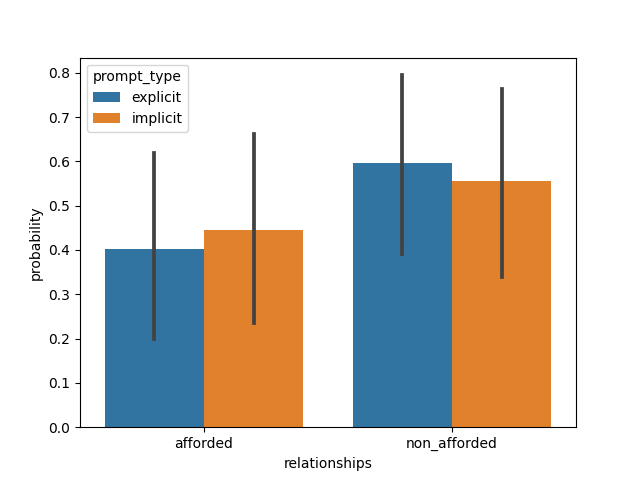 prompt_type
explicit
implicit
0.8
0.7
0.6
0.5
0.4
0.3
0.2
0.1
0.0
probability
afforded
non_afforded
relationships